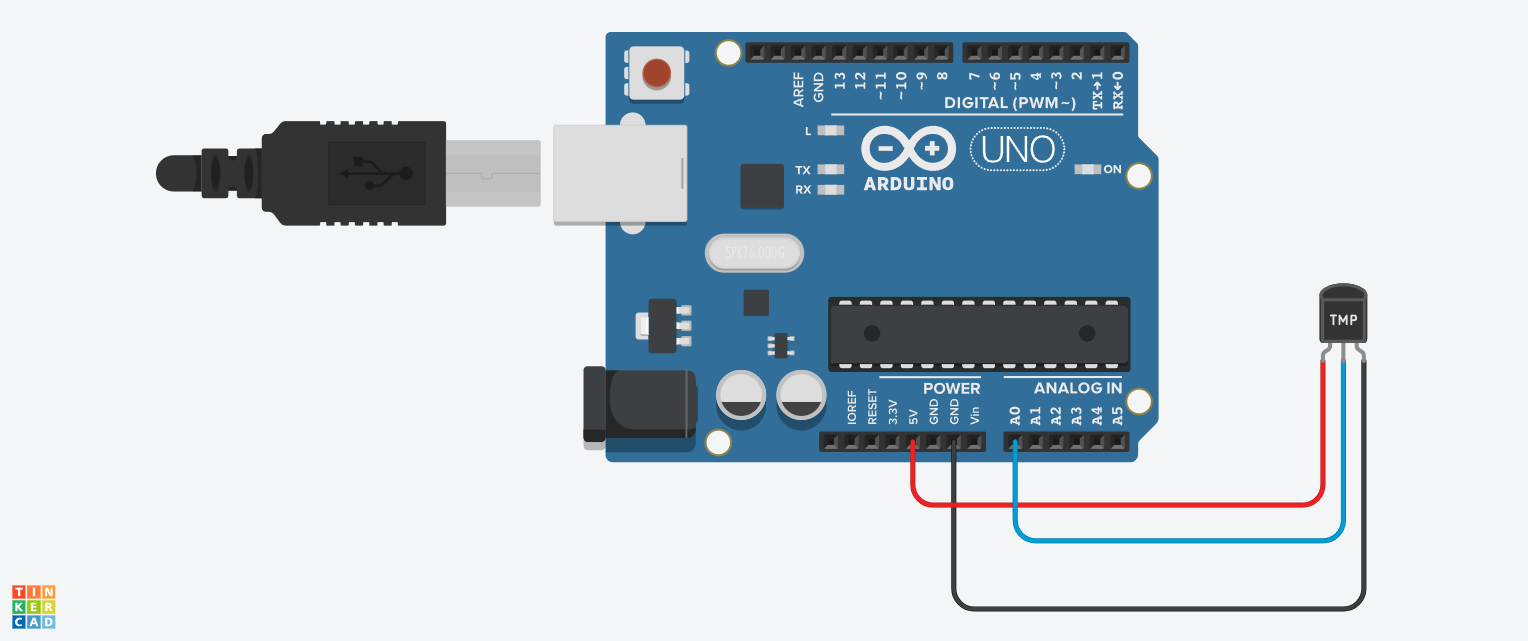 AREF
GND
13
12
~11
~10
~9
8
7
~6
~5
4
~3
2
TX→1
RX←0
DIGITAL (PWM~)
L
TX
RX
ARDUINO
UNO
ON
SPK16.000G
TMP
POWER
ANALOG IN
IOREF
RESET
3.3V
5V
GND
GND
Vin
A0
A1
A2
A3
A4
A5
TIN
KER
CAD